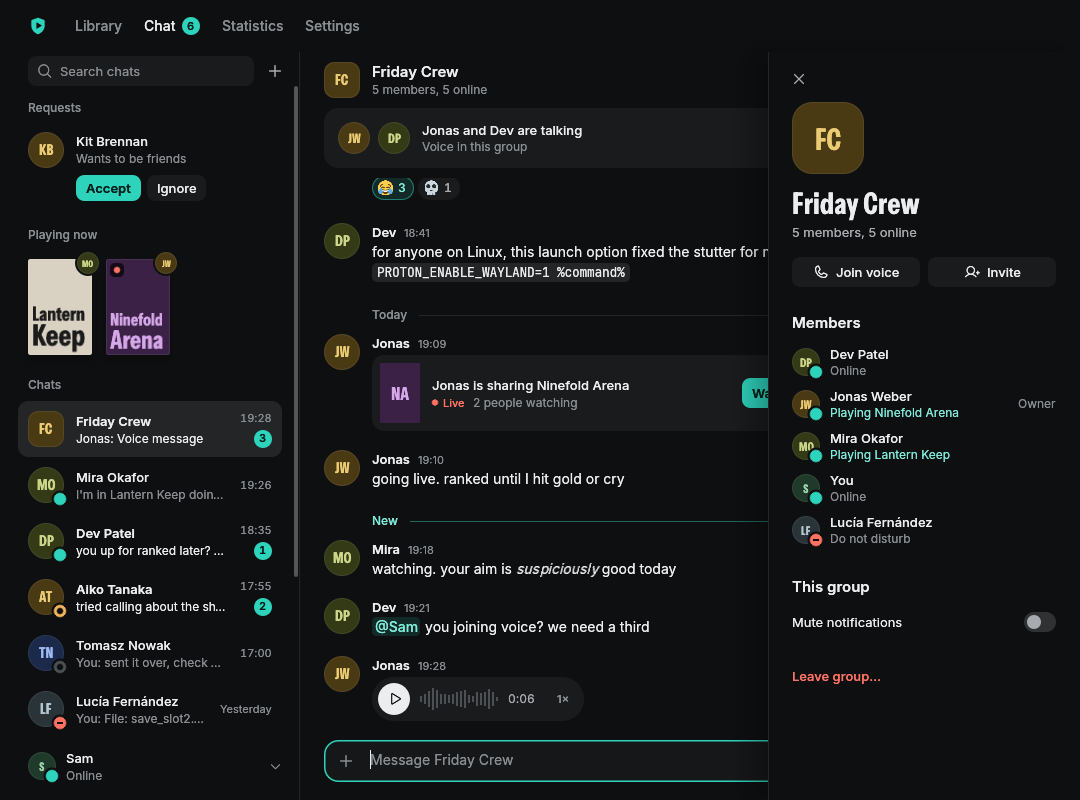 Library
Chat 6
Statistics
Settings
Search chats
Requests
KB
Kit Brennan
Wants to be friends
Accept
Ignore
Playing now
MO
Lantern
Keep
JW
Ninefold
Arena
Chats
FC
Friday Crew
19:28
Jonas: Voice message
3
MO
Mira Okafor
I'm in Lantern Keep doin...
19:26
DP
Dev Patel
18:35
you up for ranked later? ...
1
AT
Aiko Tanaka
17:55
tried calling about the sh...
2
TN
Tomasz Nowak
You: sent it over, check ...
17:00
LF
Lucía Fernández
You: File: save_slot2....
Yesterday
S
Sam
Online
FC
Friday Crew
5 members, 5 online
JW
DP
Jonas and Dev are talking
Voice in this group
3
1
DP
Dev 18:41
for anyone on Linux, this launch option fixed the stutter for
PROTON_ENABLE_WAYLAND=1 %command%
Today
JW
Jonas 19:09
NA
Jonas is sharing Ninefold Arena
Live 2 people watching
JW
Jonas 19:10
going live. ranked until I hit gold or cry
New
MO
Mira 19:18
watching. your aim is suspiciously good today
DP
Dev 19:21
@Sam you joining voice? we need a third
JW
Jonas 19:28
0:06
1×
Message Friday Crew
FC
Friday Crew
5 members, 5 online
Join voice
Invite
Members
DP
Dev Patel
Online
JW
Jonas Weber
Playing Ninefold Arena
Owner
MO
Mira Okafor
Playing Lantern Keep
S
You
Online
LF
Lucía Fernández
Do not disturb
This group
Mute notifications
Leave group...